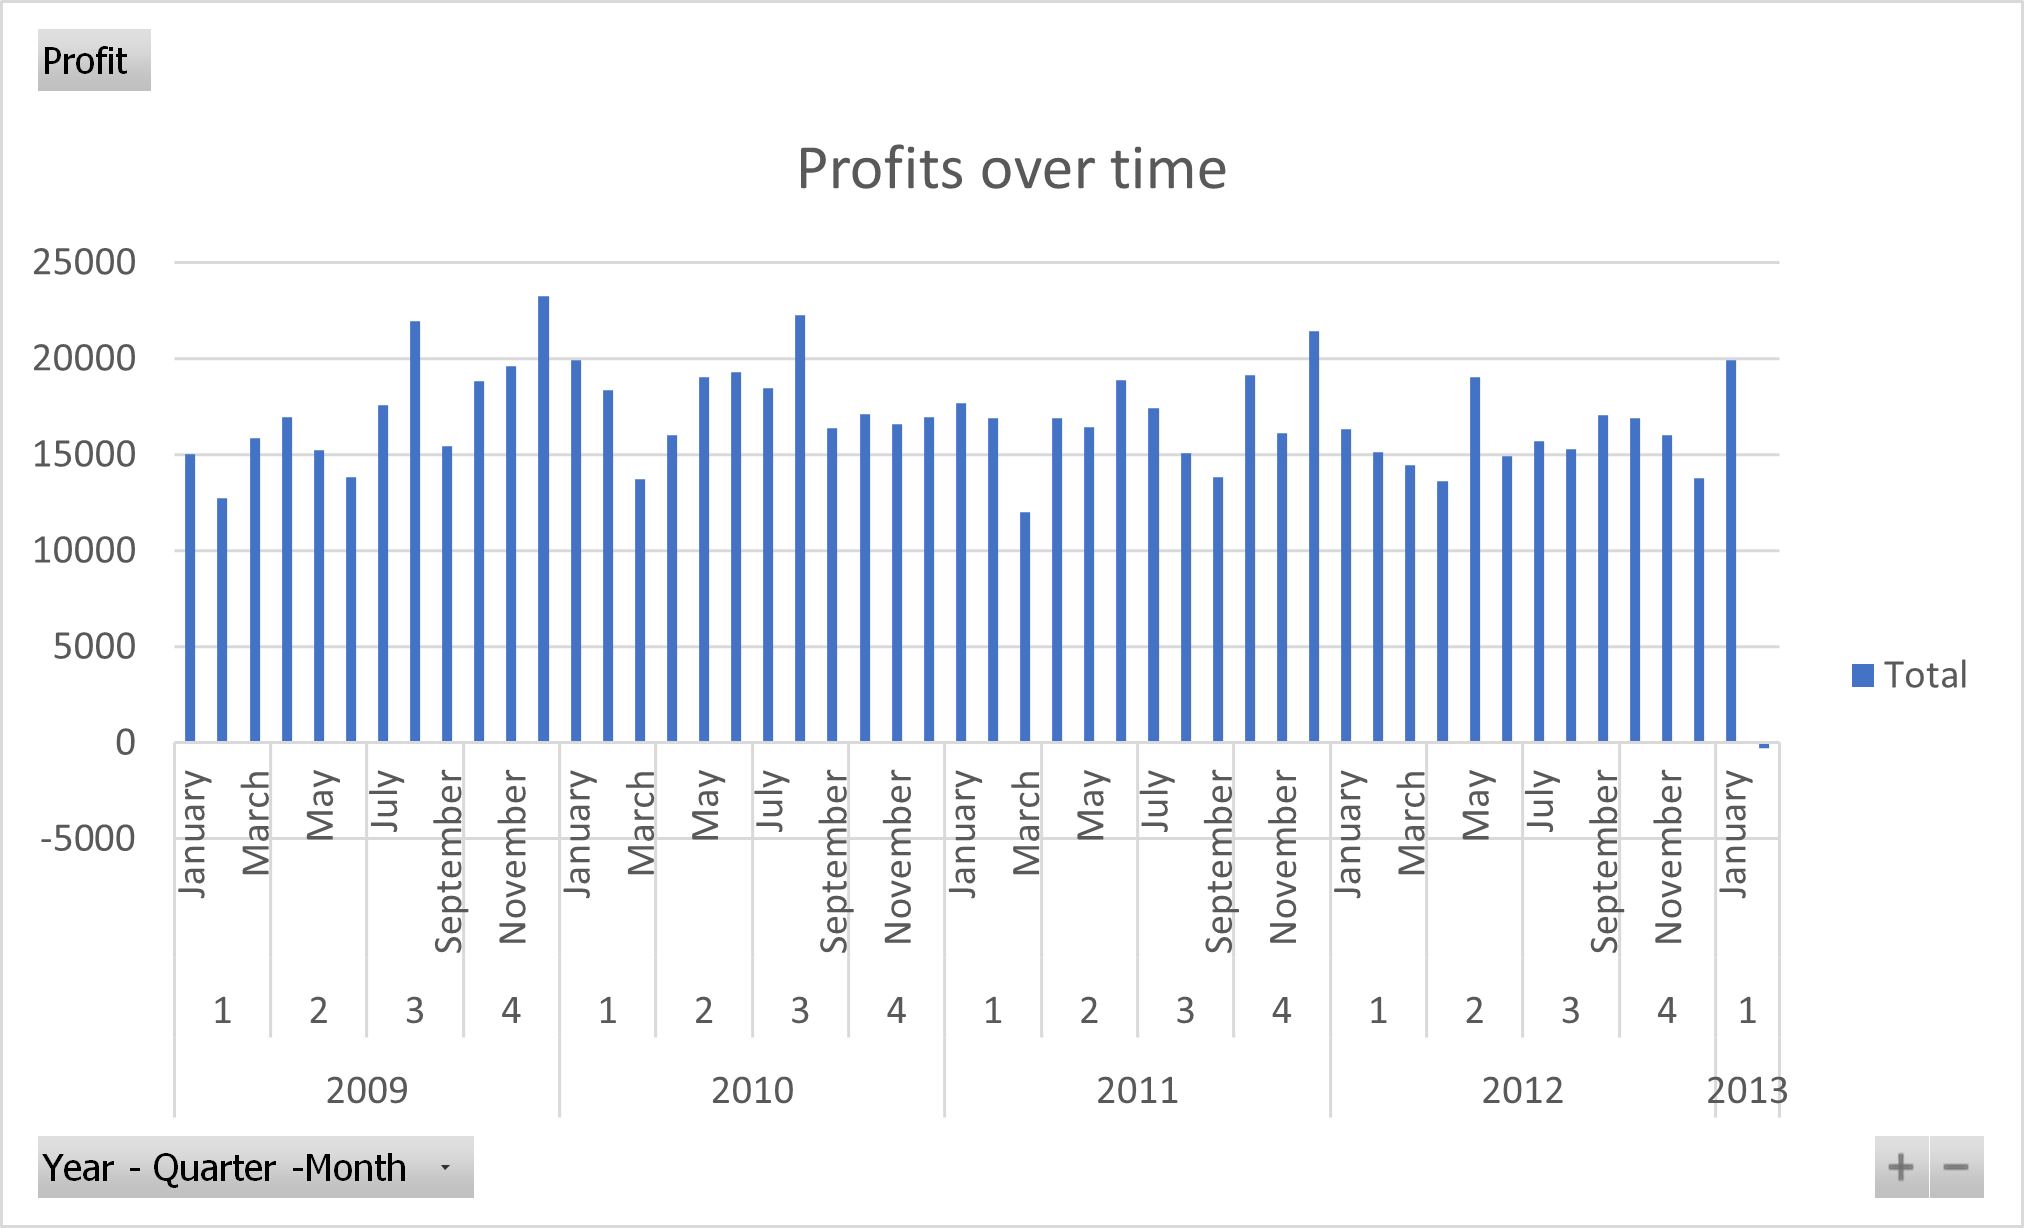 Profit
Profits over time
25000
20000
15000
10000
5000
0
-5000
Total
January March May July September November January March May July September November January March May July September November January March May July September November January
1 2 3 4 1 2 3 4 1 2 3 4 1 2 3 4 1
2009 2010 2011 2012 2013
Year - Quarter -Month